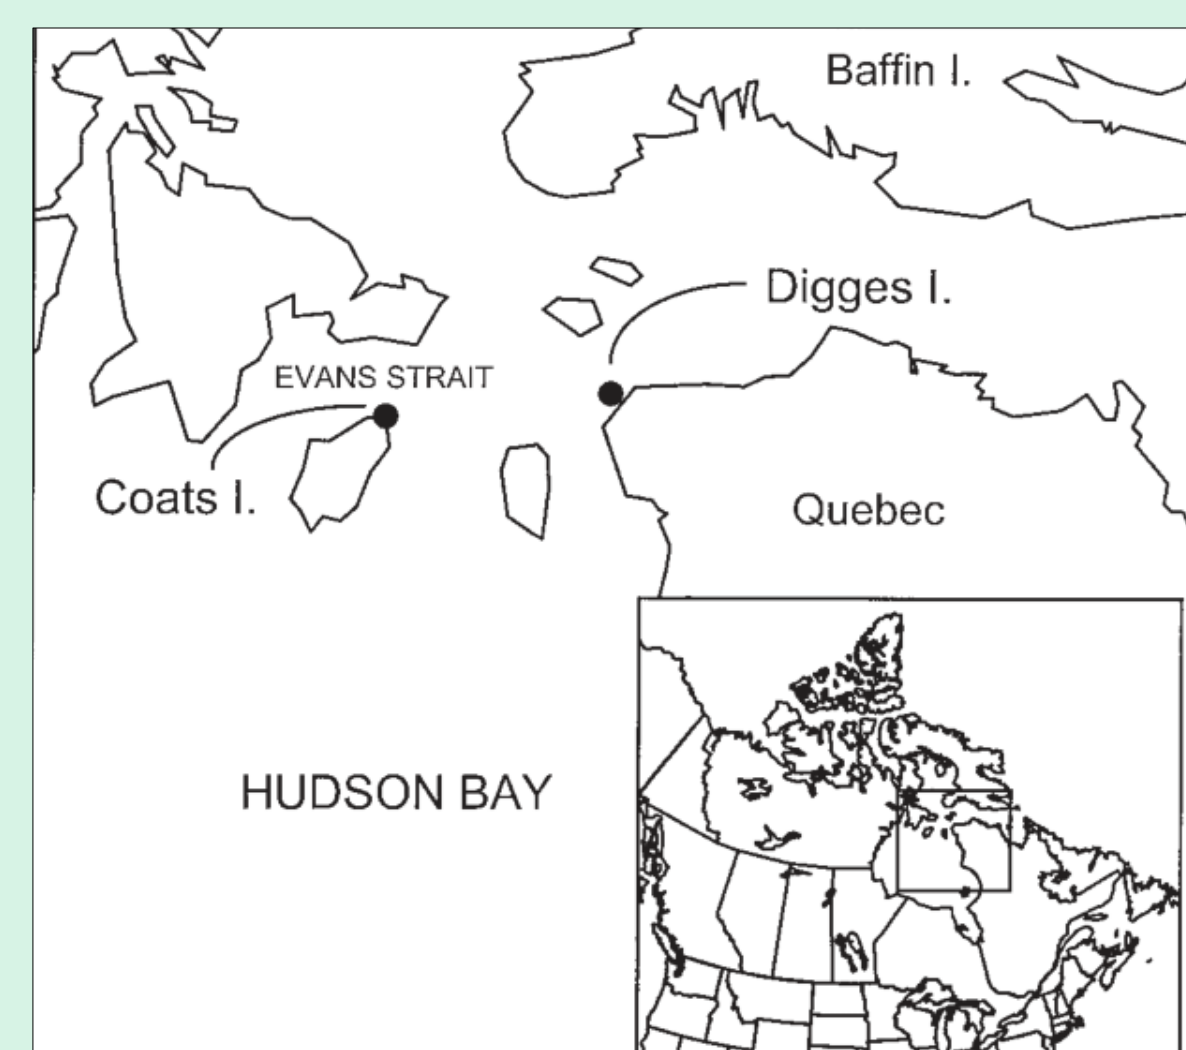 Baffin I.
Digges I.
EVANS STRAIT
Coats I.
Quebec
HUDSON BAY